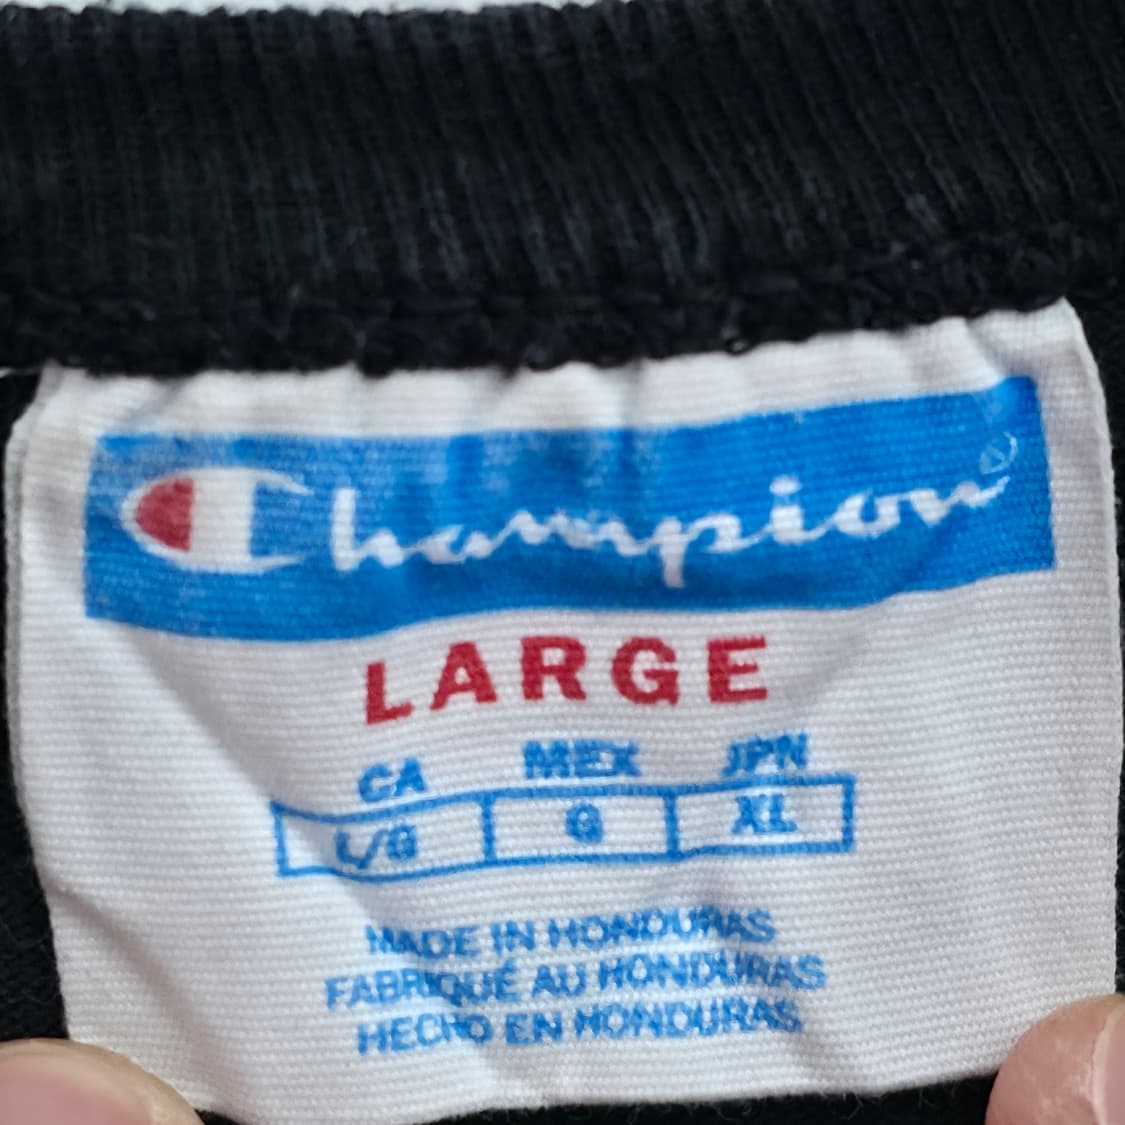 Champion®
LARGE
CA MEX JPN
L/G G XL
MADE IN HONDURAS
FABRIQUÉ AU HONDURAS
HECHO EN HONDURAS